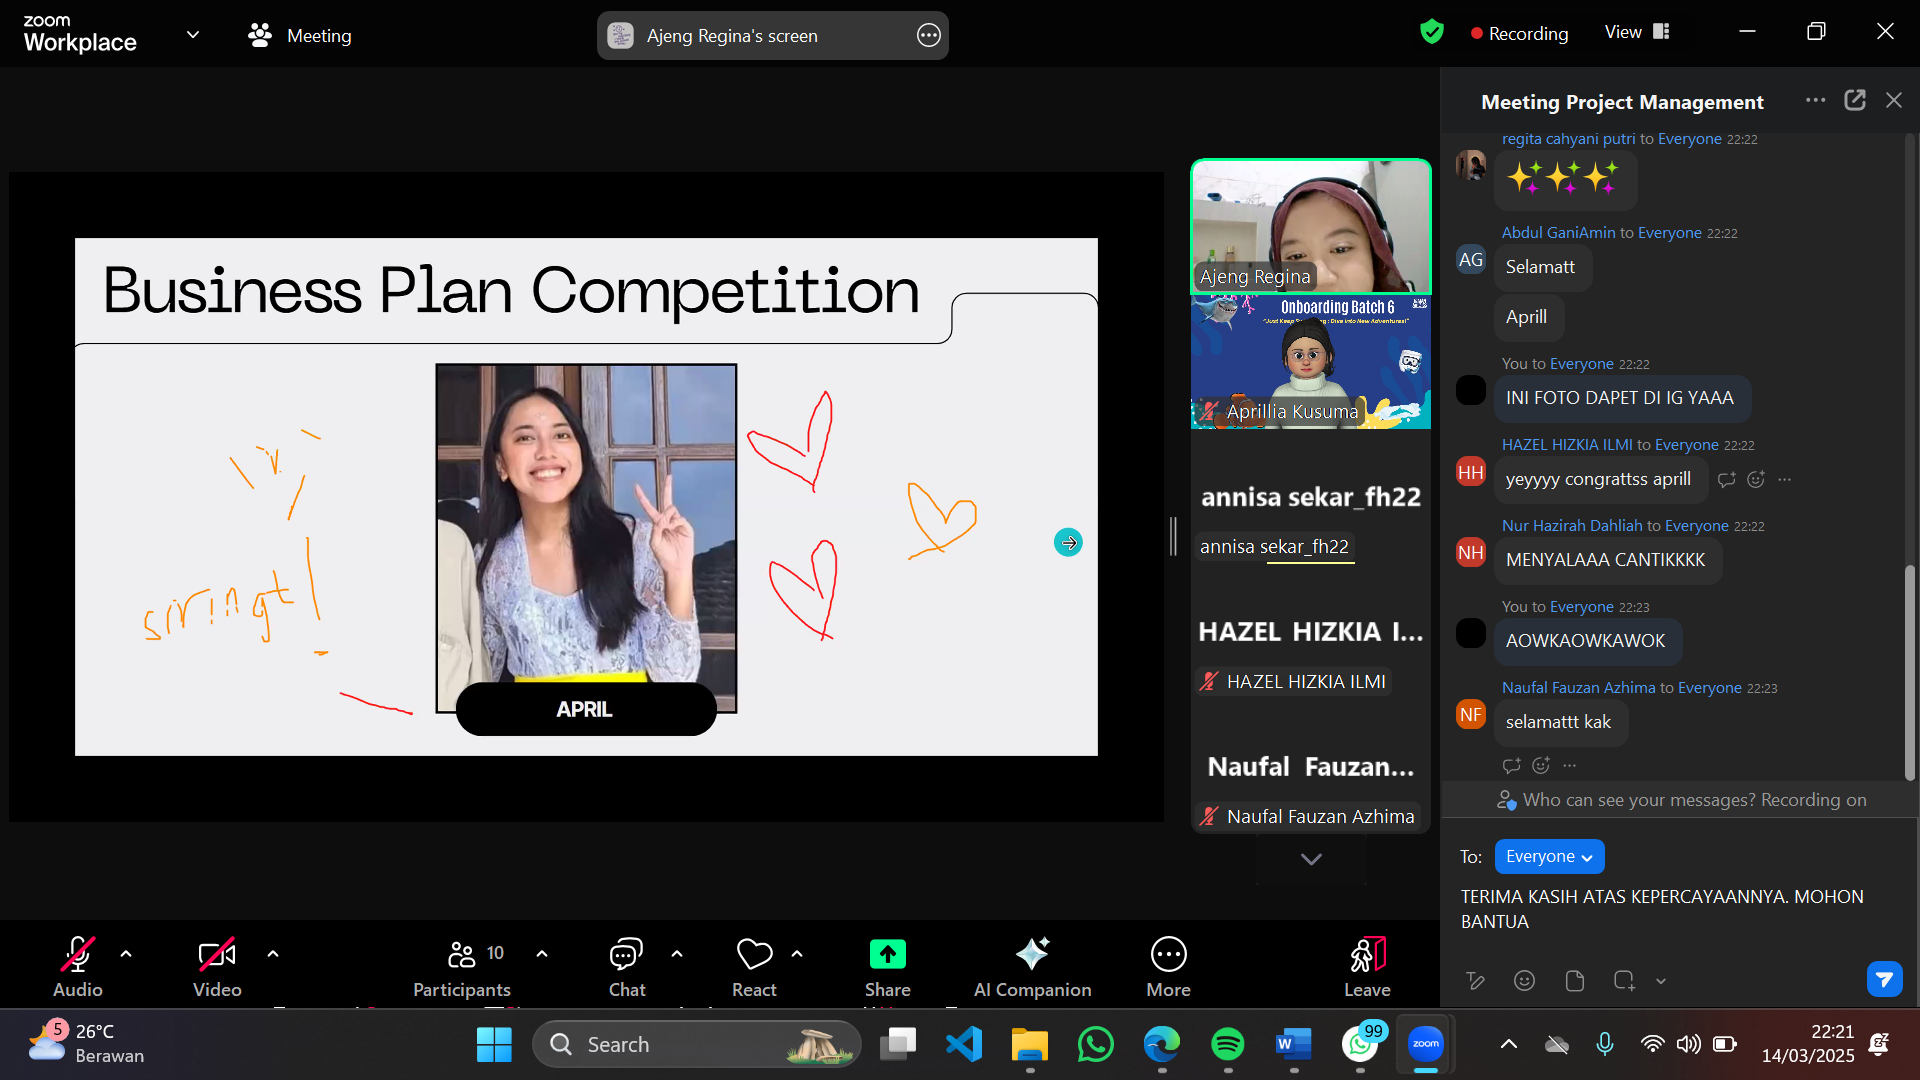 zoom
Workplace
Meeting
Ajeng Regina's screen
Recording
View
Business Plan Competition
APRIL
Ajeng Regina
Onboarding Batch 6
Aprillia Kusuma
annisa sekar_fh22
annisa sekar_fh22
HAZEL HIZKIA I...
HAZEL HIZKIA ILMI
Naufal Fauzan...
Naufal Fauzan Azhima
Meeting Project Management
regita cahyani putri to Everyone 22:22
Abdul GaniAmin to Everyone 22:22
AG
Selamatt
Aprill
You to Everyone 22:22
INI FOTO DAPET DI IG YAAA
HAZEL HIZKIA ILMI to Everyone 22:22
HH
yeyyyy congrattss aprill
Nur Hazirah Dahliah to Everyone 22:22
NH
MENYALAAA CANTIKKKK
You to Everyone 22:23
AOWKAOWKAWOK
Naufal Fauzan Azhima to Everyone 22:23
NF
selamattt kak
Who can see your messages? Recording on
To: Everyone
TERIMA KASIH ATAS KEPERCAYAANNYA. MOHON
BANTUA
Audio
Video
Participants
10
Chat
React
Share
AI Companion
More
Leave
5
26°C
Berawan
Search
99
zoom
22:21
14/03/2025